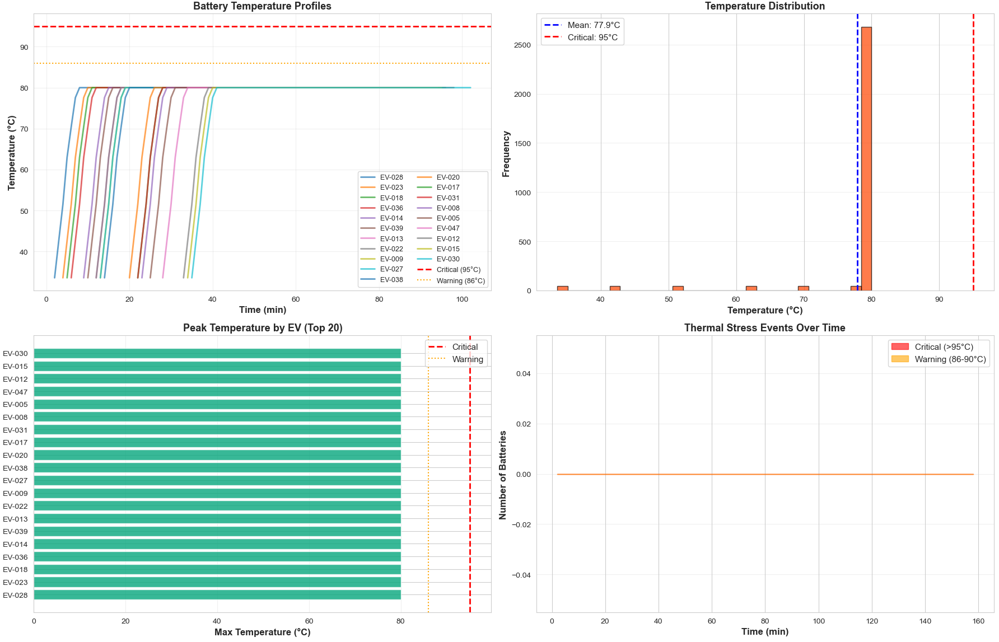 Battery Temperature Profiles
Temperature (°C)
90
80
70
60
50
40
0 20 40 60 80 100
Time (min)
EV-028
EV-023
EV-018
EV-036
EV-014
EV-039
EV-013
EV-022
EV-009
EV-027
EV-038
EV-020
EV-017
EV-031
EV-008
EV-005
EV-047
EV-012
EV-015
EV-030
Critical (95°C)
Warning (86°C)
Temperature Distribution
Mean: 77.9°C
Critical: 95°C
Frequency
2500
2000
1500
1000
500
0
40 50 60 70 80 90
Temperature (°C)
Peak Temperature by EV (Top 20)
Critical
Warning
EV-030
EV-015
EV-012
EV-047
EV-005
EV-008
EV-031
EV-017
EV-020
EV-038
EV-027
EV-009
EV-022
EV-013
EV-039
EV-014
EV-036
EV-018
EV-023
EV-028
0 20 40 60 80
Max Temperature (°C)
Thermal Stress Events Over Time
Critical (>95°C)
Warning (86-90°C)
Number of Batteries
0.04
0.02
0.00
−0.02
−0.04
0 20 40 60 80 100 120 140 160
Time (min)